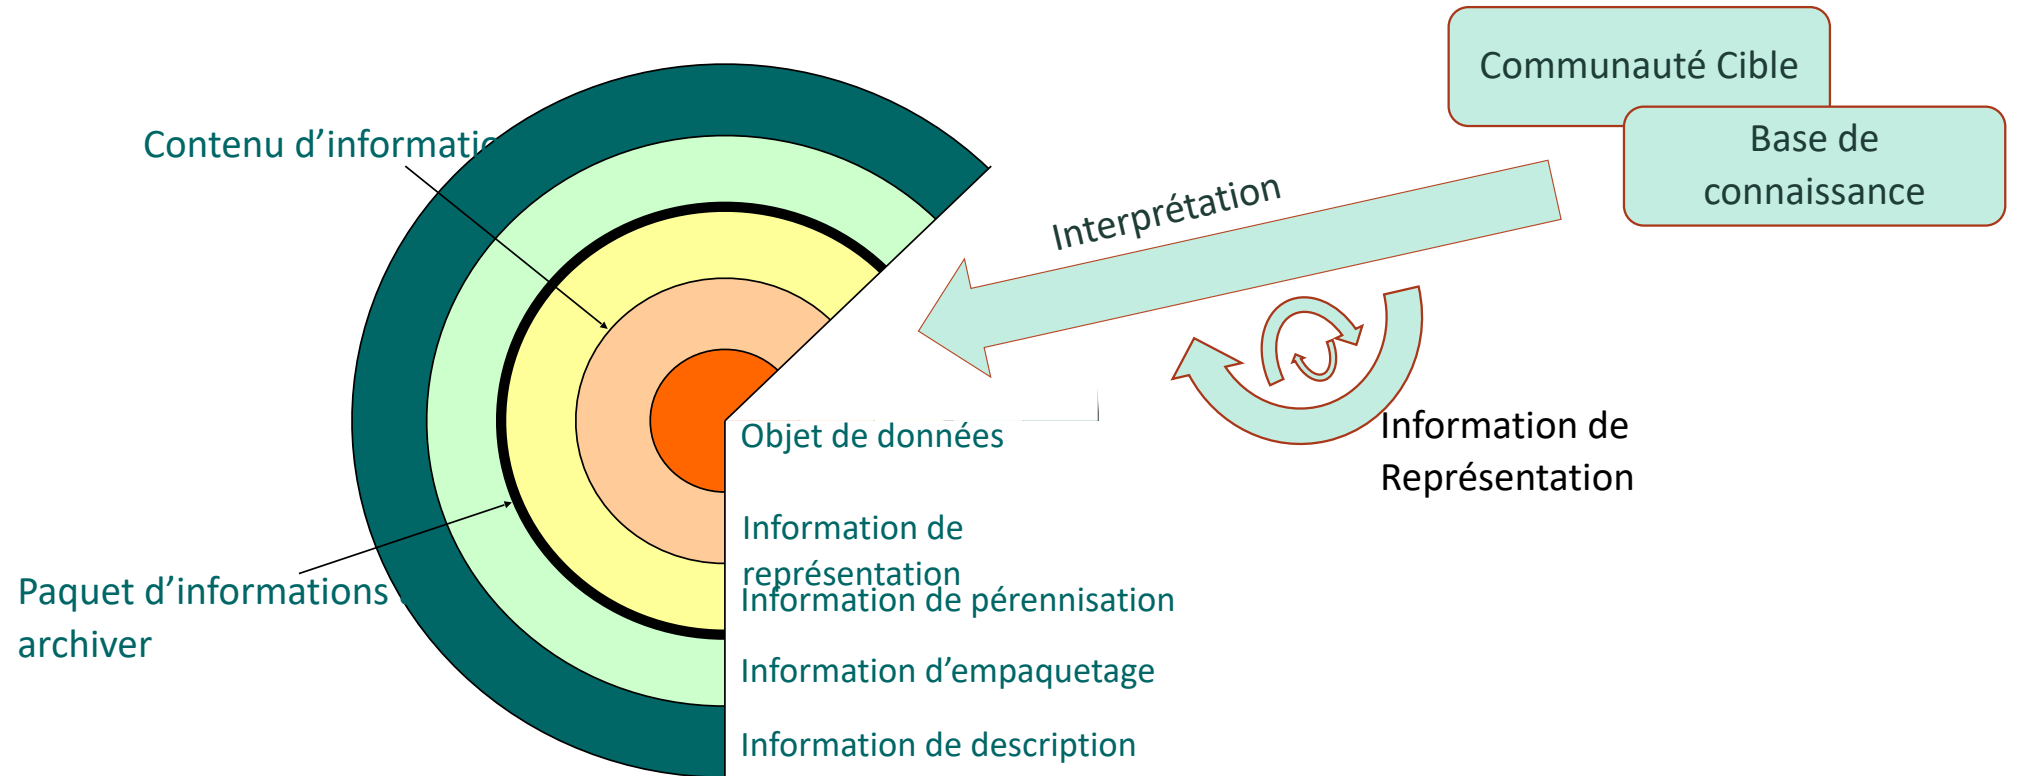 Communauté Cible
Base de
connaissance
Contenu d’informatio
Interprétation
Objet de données
Information de
Représentation
Information de
représentation
Information de pérennisation
Paquet d’informations
archiver
Information d’empaquetage
Information de description